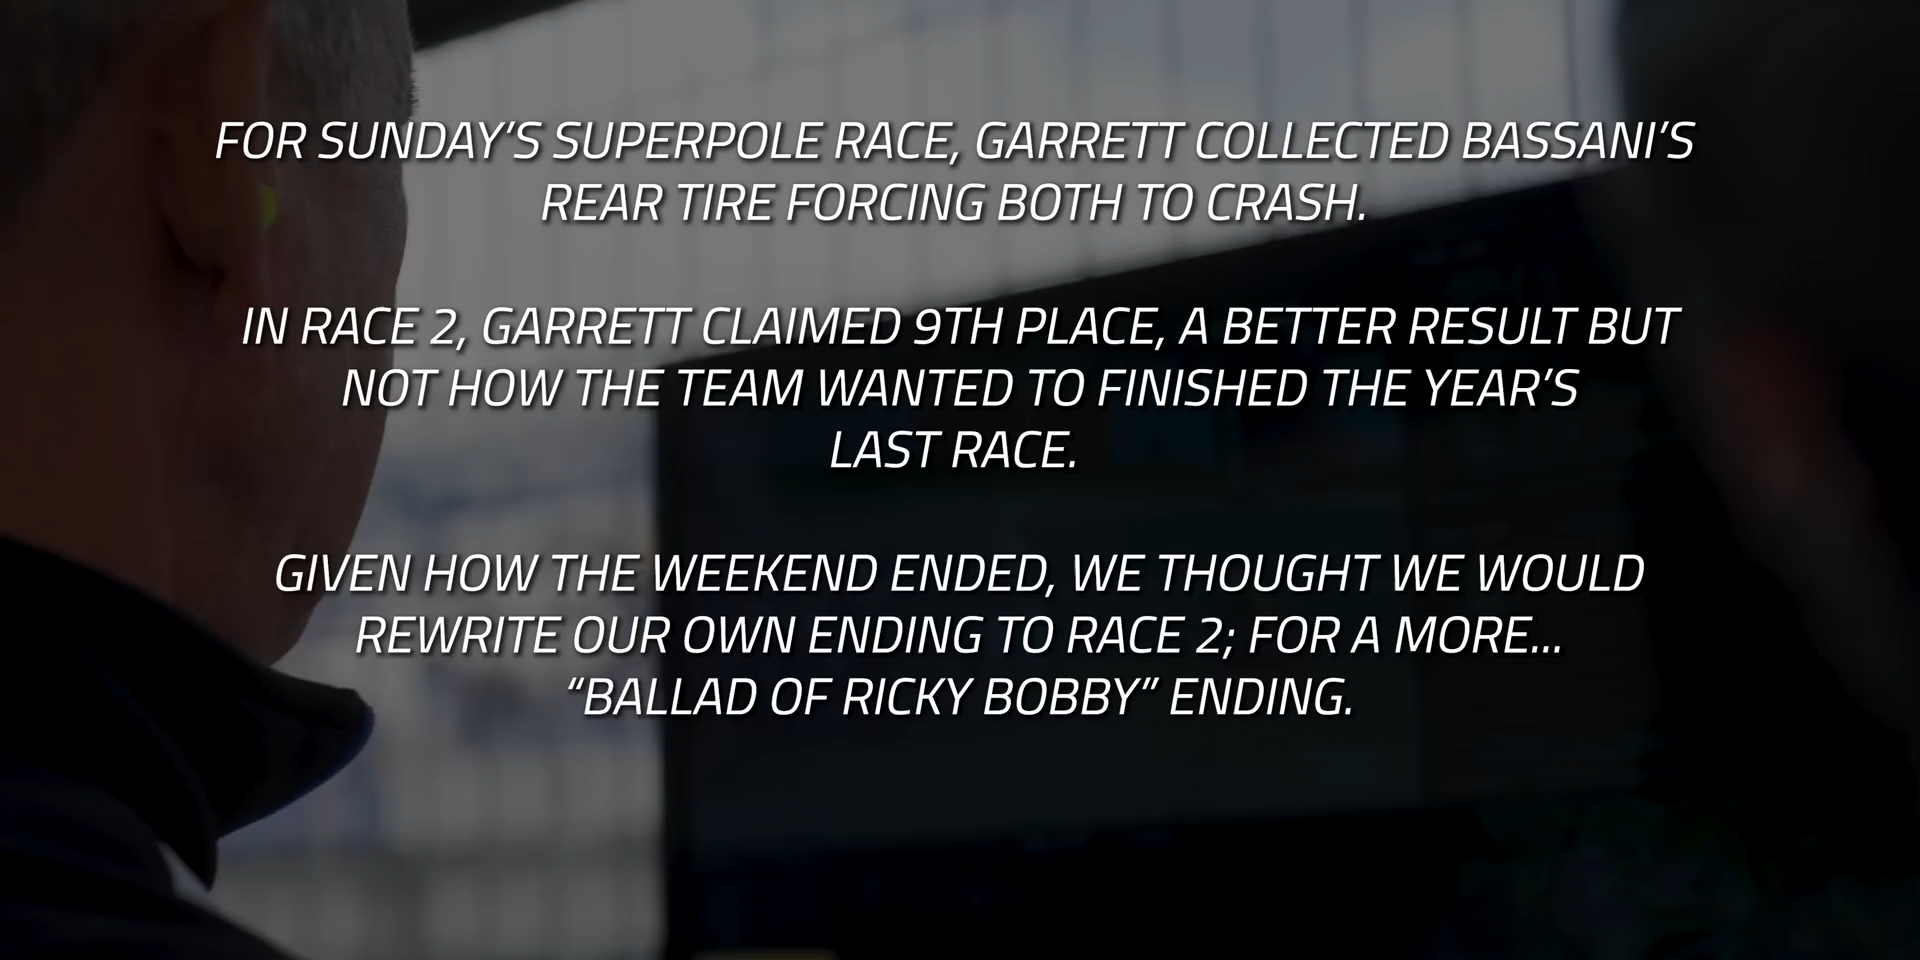 FOR SUNDAY’S SUPERPOLE RACE, GARRETT COLLECTED BASSANI’S
REAR TIRE FORCING BOTH TO CRASH.
IN RACE 2, GARRETT CLAIMED 9TH PLACE, A BETTER RESULT BUT
NOT HOW THE TEAM WANTED TO FINISHED THE YEAR’S
LAST RACE.
GIVEN HOW THE WEEKEND ENDED, WE THOUGHT WE WOULD
REWRITE OUR OWN ENDING TO RACE 2; FOR A MORE...
“BALLAD OF RICKY BOBBY” ENDING.